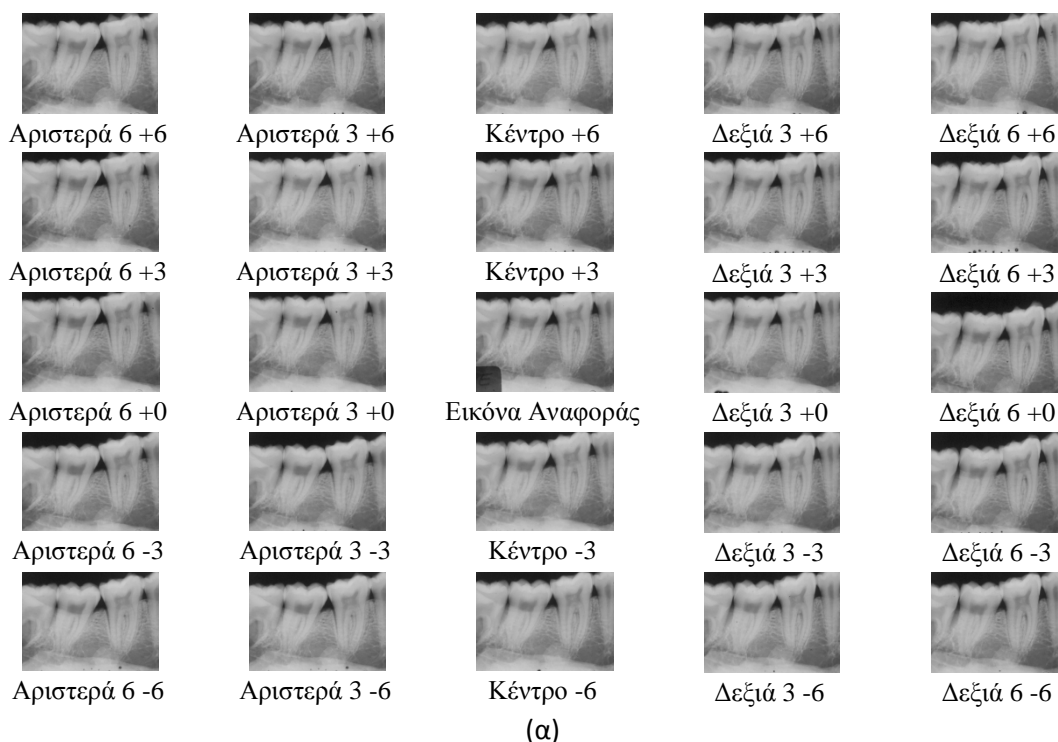 Αριστερά 6 +6 Αριστερά 3 +6 Κέντρο +6 Δεξιά 3 +6 Δεξιά 6 +6
Αριστερά 6 +3 Αριστερά 3 +3 Κέντρο +3 Δεξιά 3 +3 Δεξιά 6 +3
Αριστερά 6 +0 Αριστερά 3 +0 Εικόνα Αναφοράς Δεξιά 3 +0 Δεξιά 6 +0
Αριστερά 6 -3 Αριστερά 3 -3 Κέντρο -3 Δεξιά 3 -3 Δεξιά 6 -3
Αριστερά 6 -6 Αριστερά 3 -6 Κέντρο -6 Δεξιά 3 -6 Δεξιά 6 -6
(α)